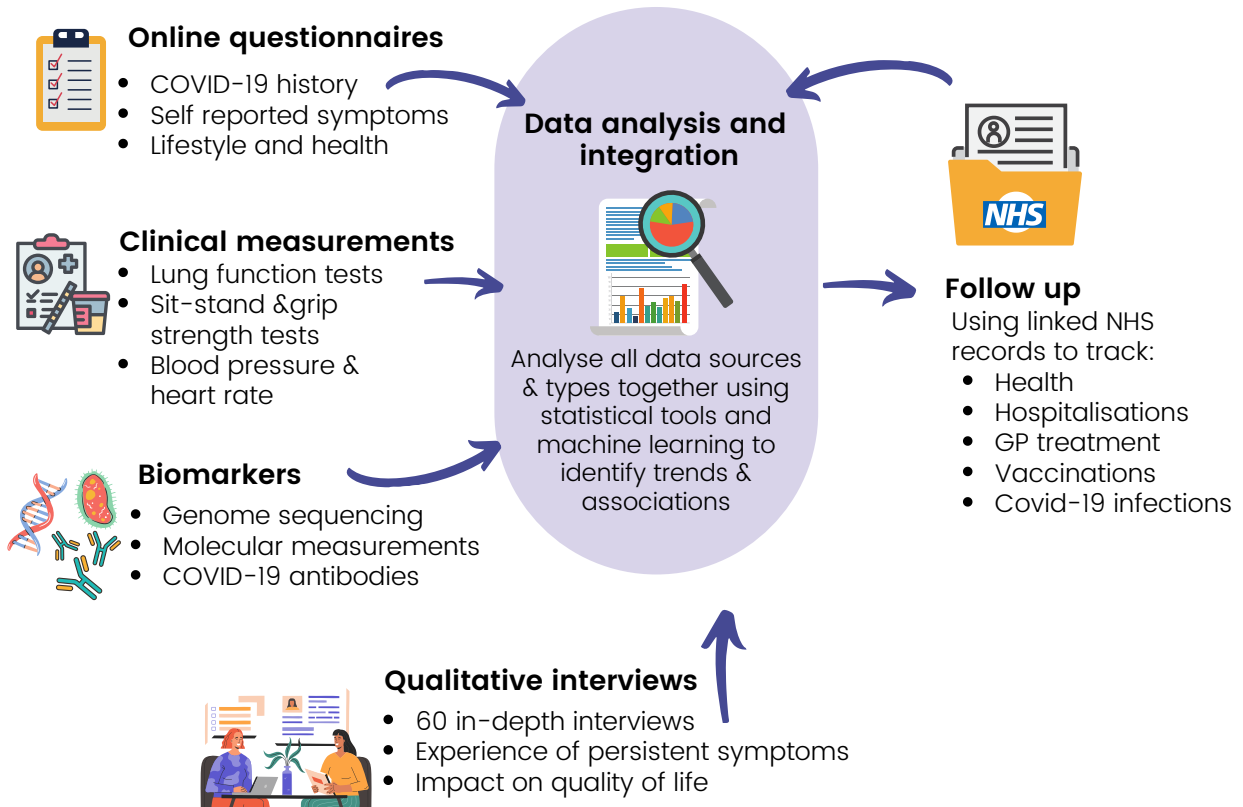 Online questionnaires
• COVID-19 history
• Self reported symptoms
• Lifestyle and health
Clinical measurements
• Lung function tests
• Sit-stand &grip
strength tests
• Blood pressure &
heart rate
Biomarkers
• Genome sequencing
• Molecular measurements
• COVID-19 antibodies
Data analysis and
integration
Analyse all data sources
& types together using
statistical tools and
machine learning to
identify trends &
associations
NHS
Follow up
Using linked NHS
records to track:
• Health
• Hospitalisations
• GP treatment
• Vaccinations
• Covid-19 infections
Qualitative interviews
• 60 in-depth interviews
• Experience of persistent symptoms
• Impact on quality of life